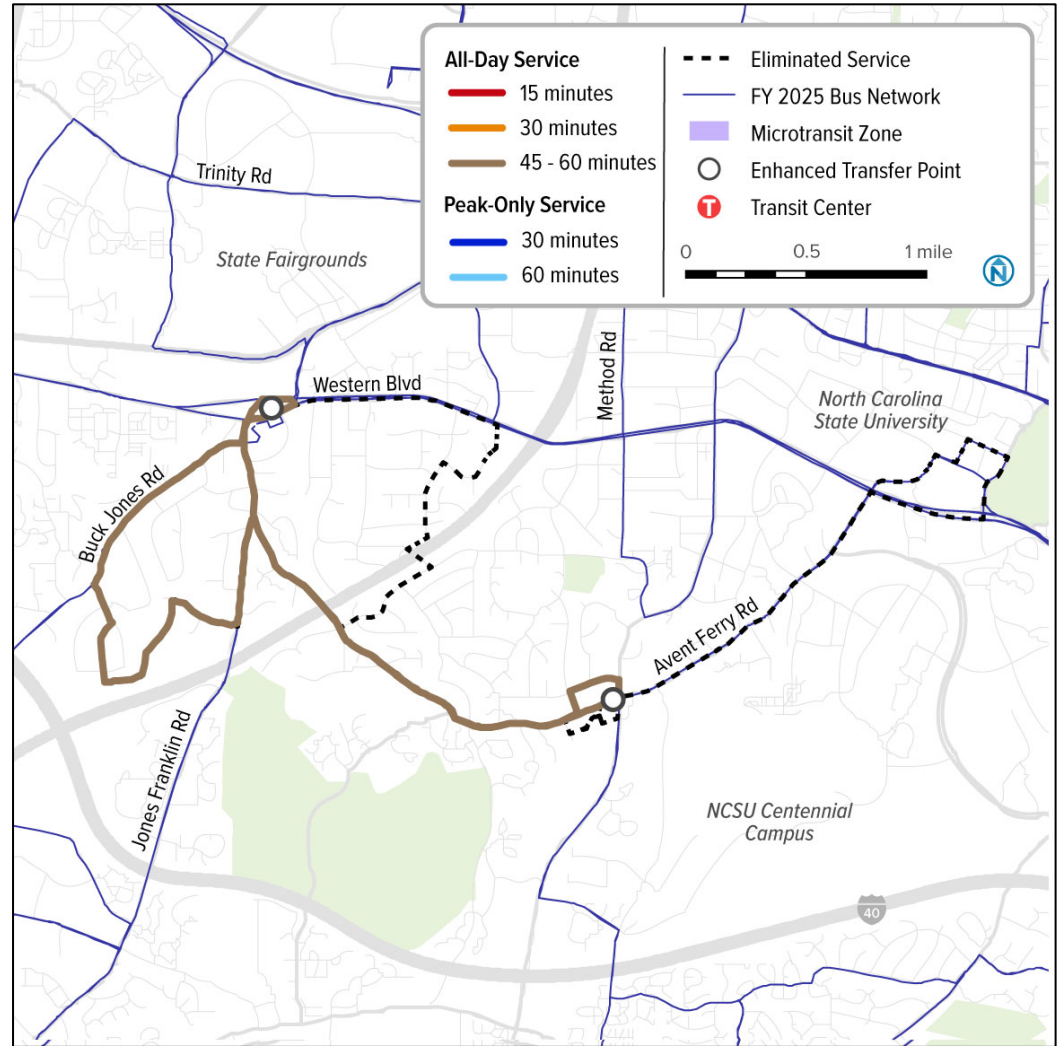 All-Day Service
15 minutes
30 minutes
45 - 60 minutes
Peak-Only Service
30 minutes
60 minutes
Eliminated Service
FY 2025 Bus Network
Microtransit Zone
Enhanced Transfer Point
T
Transit Center
0
0.5
1 mile
N
Trinity Rd
State Fairgrounds
Western Blvd
Method Rd
North Carolina
State University
Buck Jones Rd
Avent Ferry Rd
Jones Franklin Rd
NCSU Centennial
Campus
40